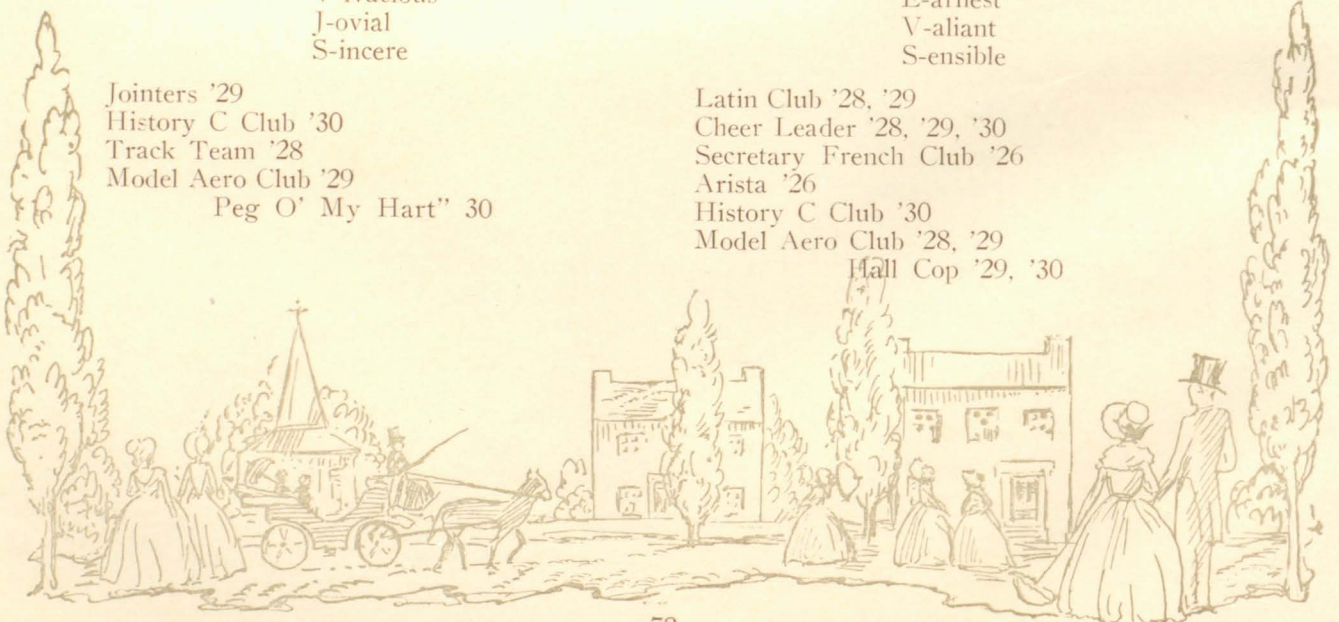 J-ovial
S-incere
Jointers '29
History C Club '30
Track Team '28
Model Aero Club '29
Peg O' My Hart" 30
E-arnest
V-aliant
S-ensible
Latin Club '28, '29
Cheer Leader '28, '29, '30
Secretary French Club '26
Arista '26
History C Club '30
Model Aero Club '28, '29
Hall Cop '29, '30